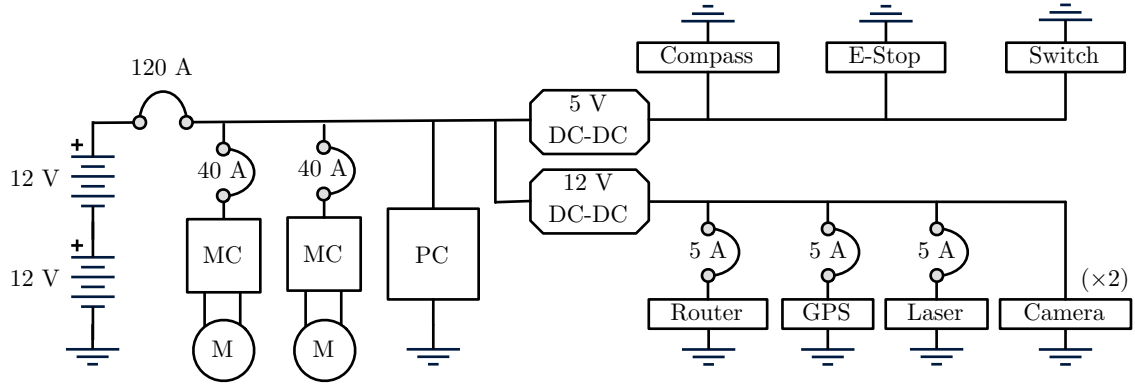 Compass
E-Stop
Switch
120 A
5 V
DC-DC
+
12 V
40 A
40 A
12 V
DC-DC
+
12 V
MC
MC
PC
5 A
5 A
5 A
(×2)
Router
GPS
Laser
Camera
M
M